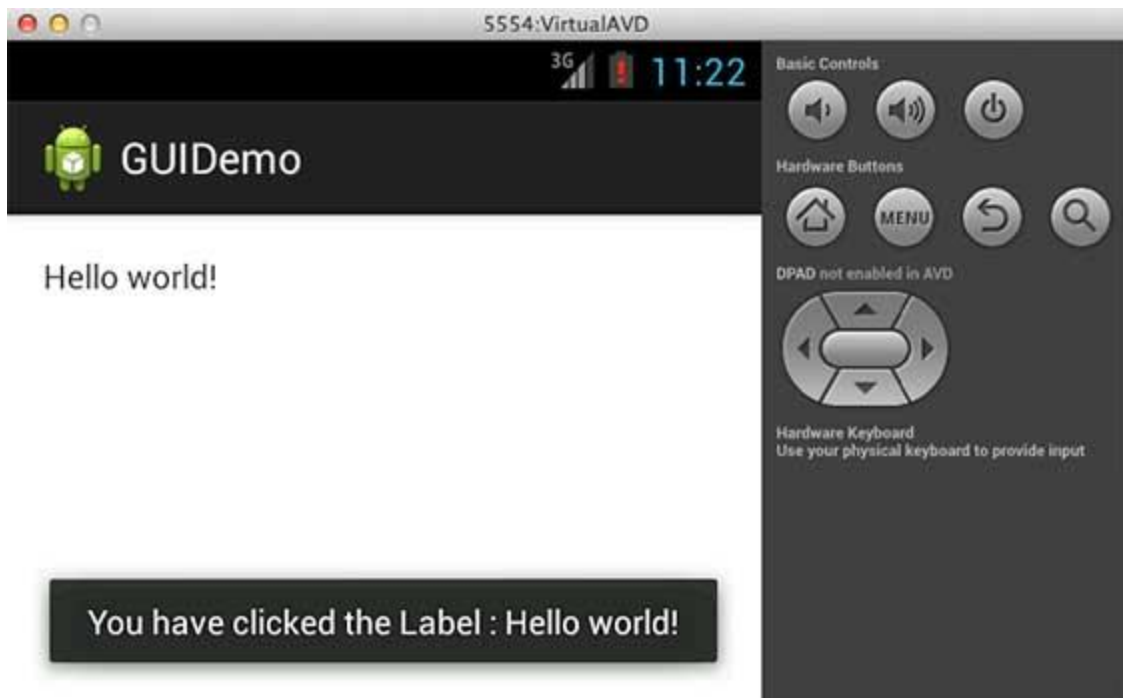 5554:VirtualAVD
3G 11:22
GUIDemo
Hello world!
You have clicked the Label : Hello world!
Basic Controls
Hardware Buttons
MENU
DPAD not enabled in AVD
Hardware Keyboard
Use your physical keyboard to provide input